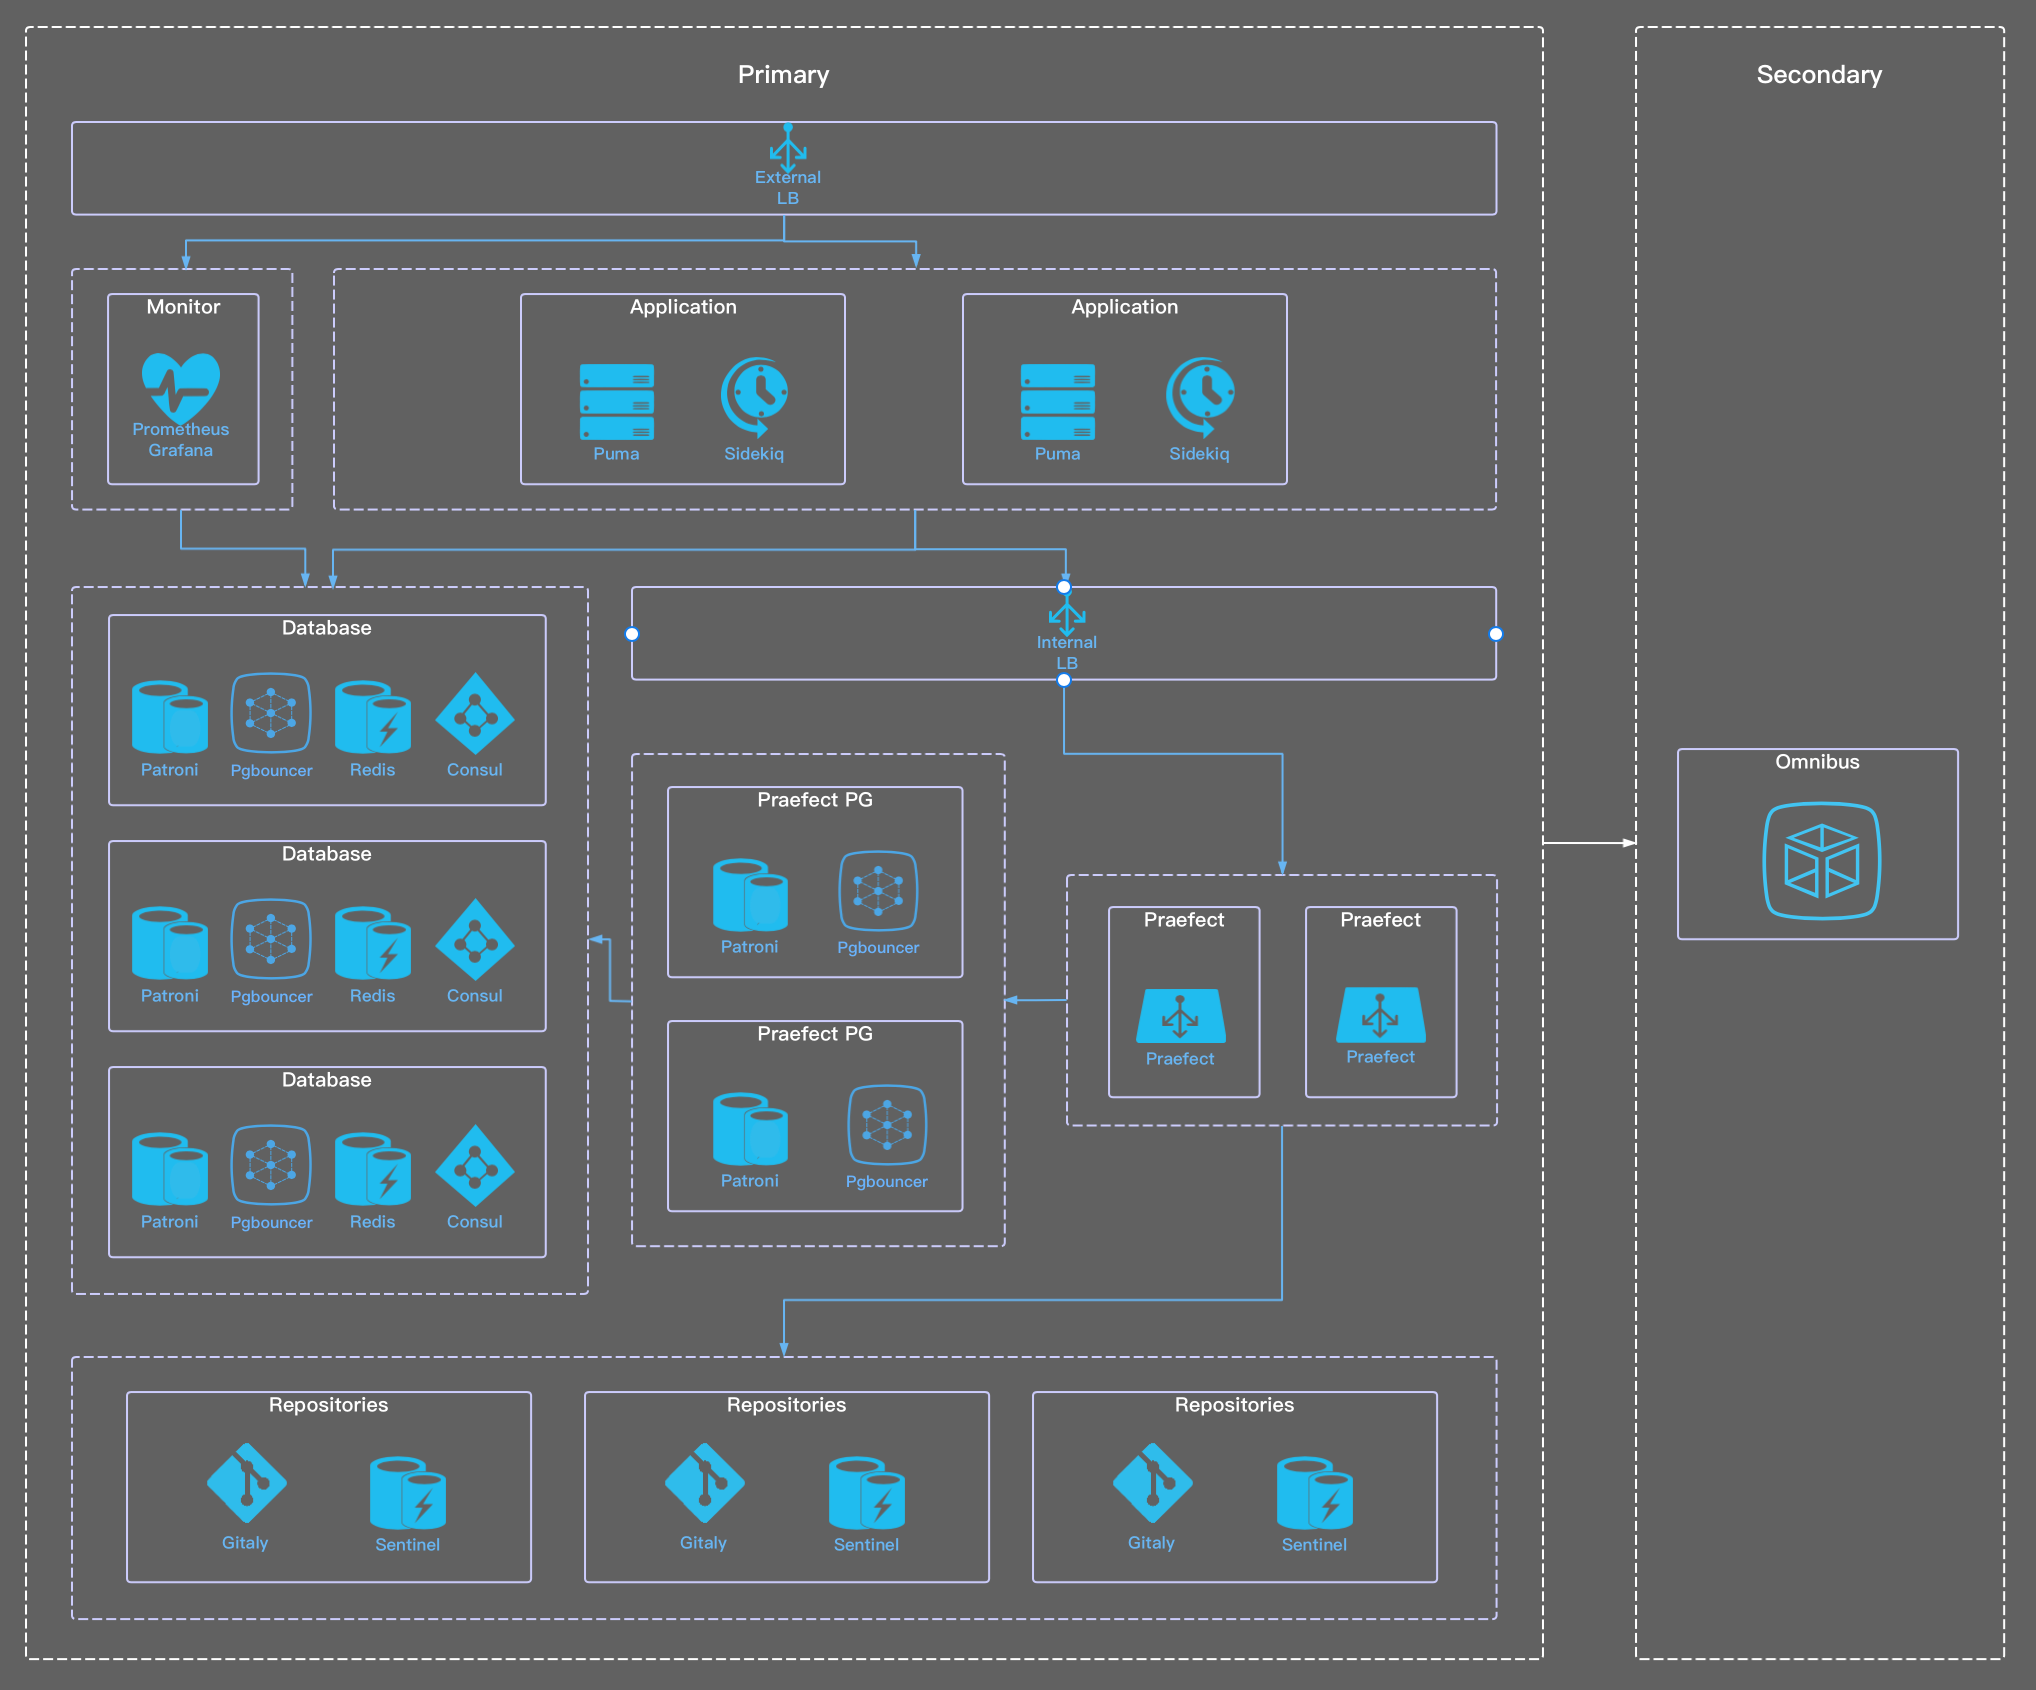 Primary
Secondary
External
LB
Monitor
Prometheus
Grafana
Application
Puma
Sidekiq
Application
Puma
Sidekiq
Internal
LB
Database
Patroni
Pgbouncer
Redis
Consul
Database
Patroni
Pgbouncer
Redis
Consul
Database
Patroni
Pgbouncer
Redis
Consul
Praefect PG
Patroni
Pgbouncer
Praefect PG
Patroni
Pgbouncer
Praefect
Praefect
Praefect
Praefect
Omnibus
Repositories
Gitaly
Sentinel
Repositories
Gitaly
Sentinel
Repositories
Gitaly
Sentinel